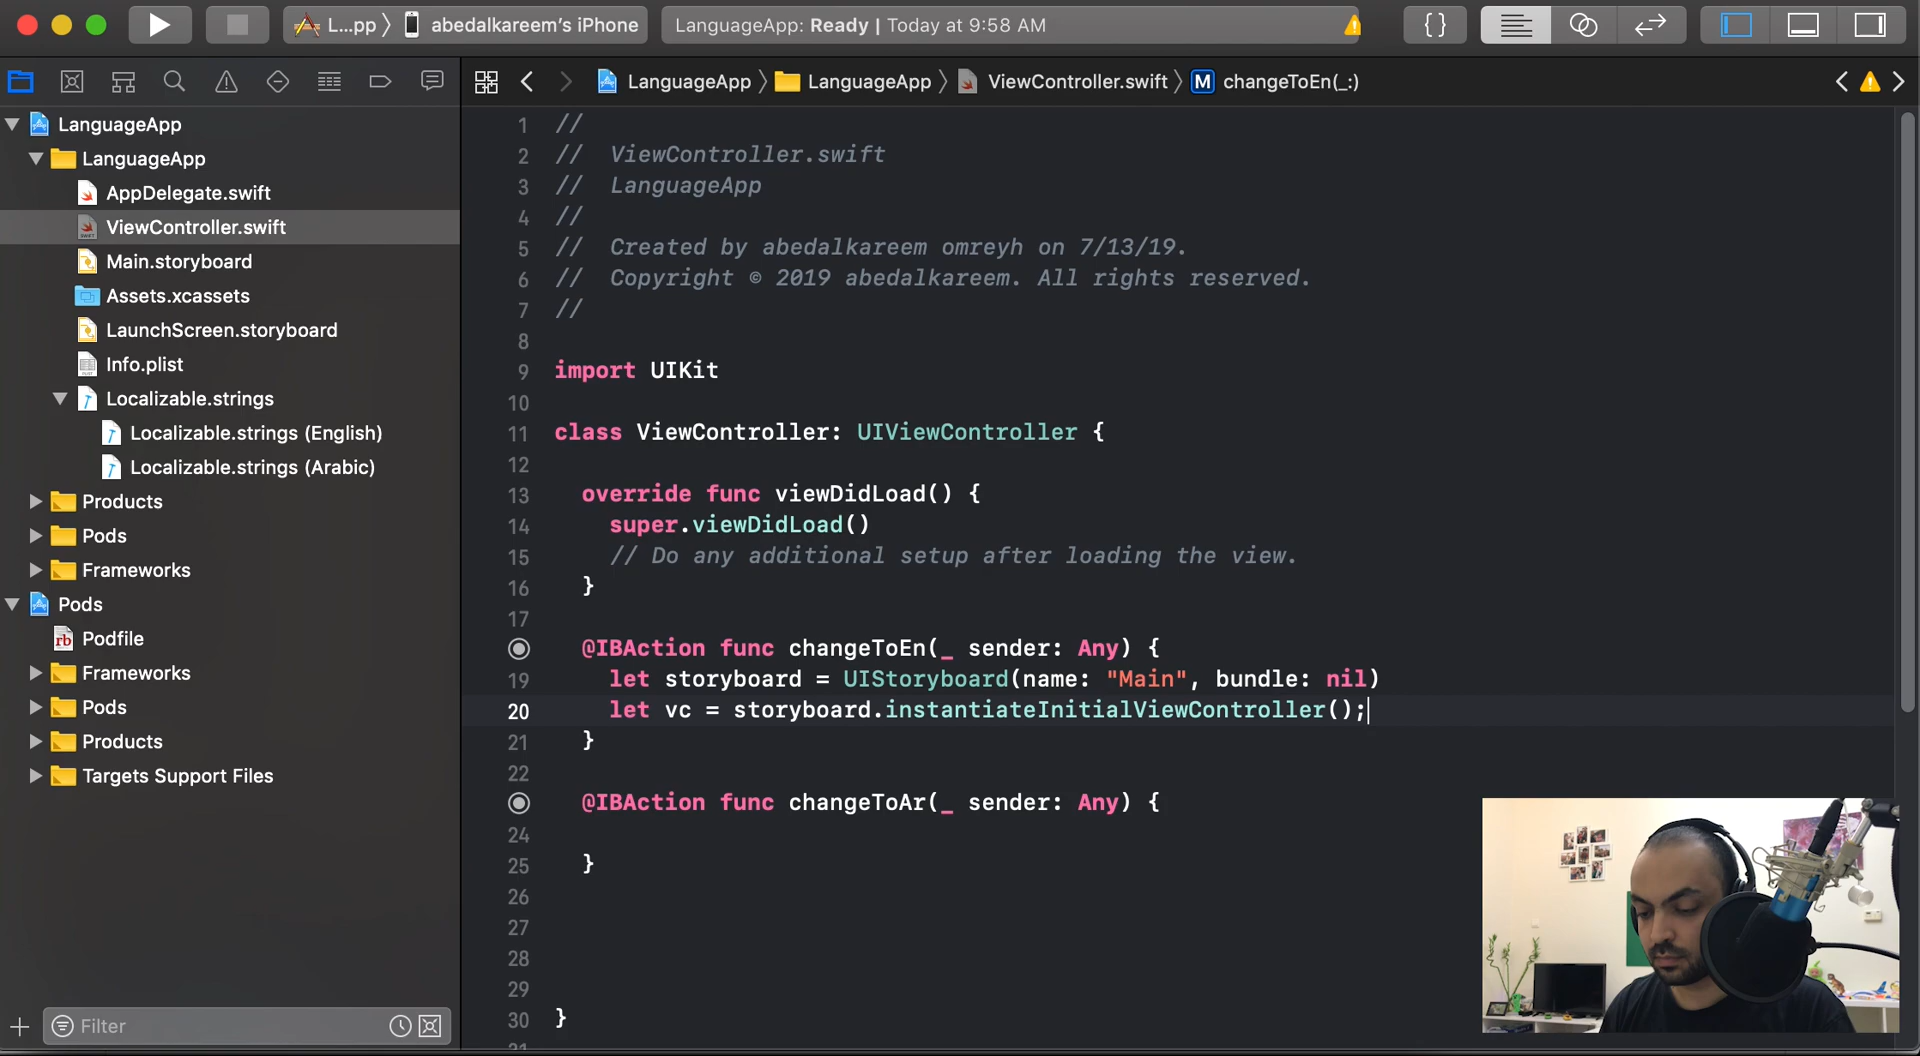 L...pp
abedalkareem's iPhone
LanguageApp: Ready | Today at 9:58 AM
{}
LanguageApp
LanguageApp
ViewController.swift
M
changeToEn(_:)
LanguageApp
LanguageApp
AppDelegate.swift
ViewController.swift
Main.storyboard
Assets.xcassets
LaunchScreen.storyboard
Info.plist
Localizable.strings
Localizable.strings (English)
Localizable.strings (Arabic)
Products
Pods
Frameworks
Pods
rb Podfile
Frameworks
Pods
Products
Targets Support Files
Filter
1 //
2 //  ViewController.swift
3 //  LanguageApp
4 //
5 //  Created by abedalkareem omreyh on 7/13/19.
6 //  Copyright © 2019 abedalkareem. All rights reserved.
7 //
8
9 import UIKit
10
11 class ViewController: UIViewController {
12
13   override func viewDidLoad() {
14     super.viewDidLoad()
15     // Do any additional setup after loading the view.
16   }
17
@IBAction func changeToEn(_ sender: Any) {
19     let storyboard = UIStoryboard(name: "Main", bundle: nil)
20     let vc = storyboard.instantiateInitialViewController();
21   }
22
@IBAction func changeToAr(_ sender: Any) {
24
25   }
26
27
28
29
30 }
31